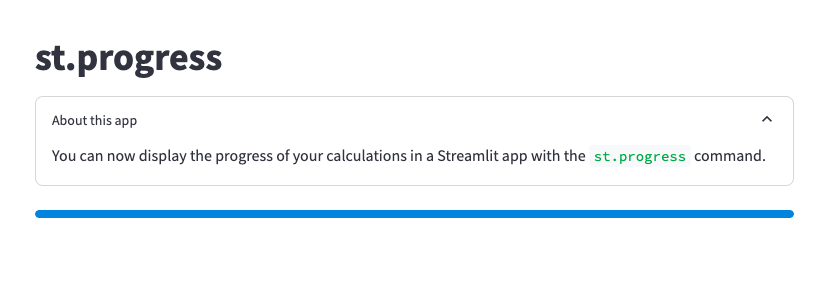 st.progress
About this app
You can now display the progress of your calculations in a Streamlit app with the st.progress command.